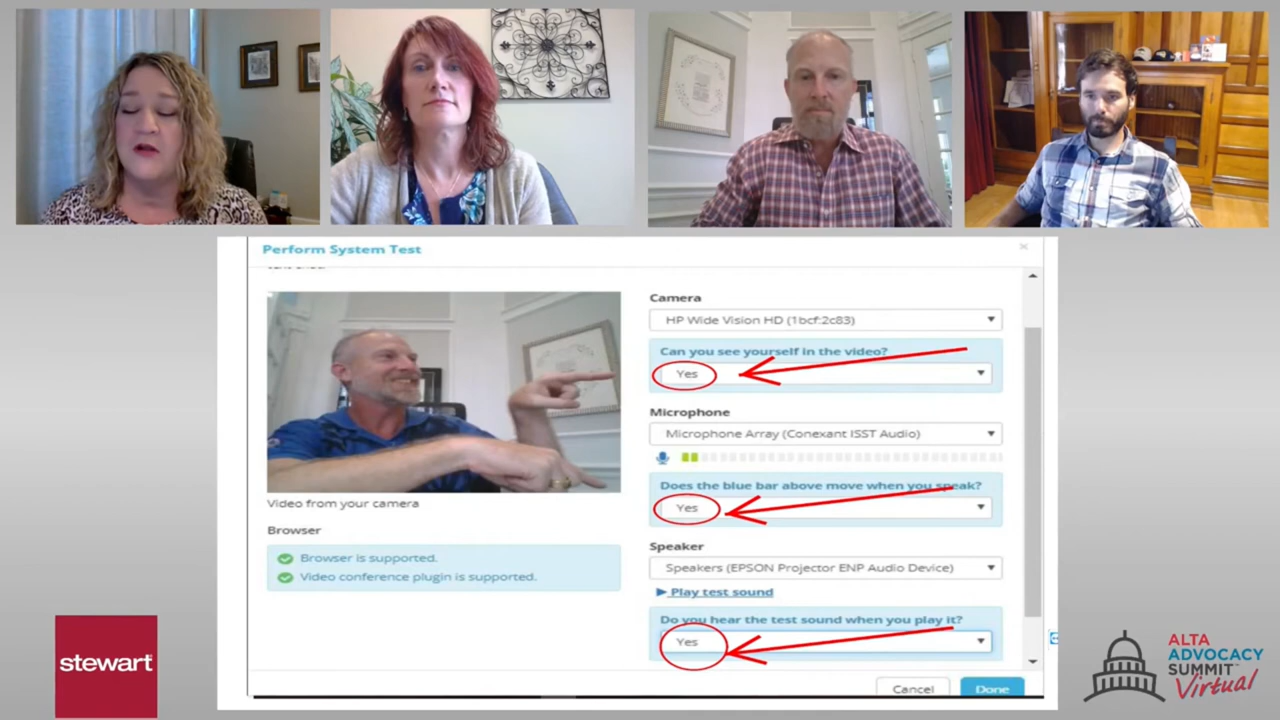 Perform System Test
×
Camera
HP Wide Vision HD (1bcf:2c83)
Can you see yourself in the video?
Yes
Microphone
Microphone Array (Conexant ISST Audio)
Does the blue bar above move when you speak?
Yes
Video from your camera
Browser
Browser is supported.
Video conference plugin is supported.
Speaker
Speakers (EPSON Projector ENP Audio Device)
Play test sound
Do you hear the test sound when you play it?
Yes
Cancel
Done
stewart
ALTA
ADVOCACY
SUMMIT™
Virtual